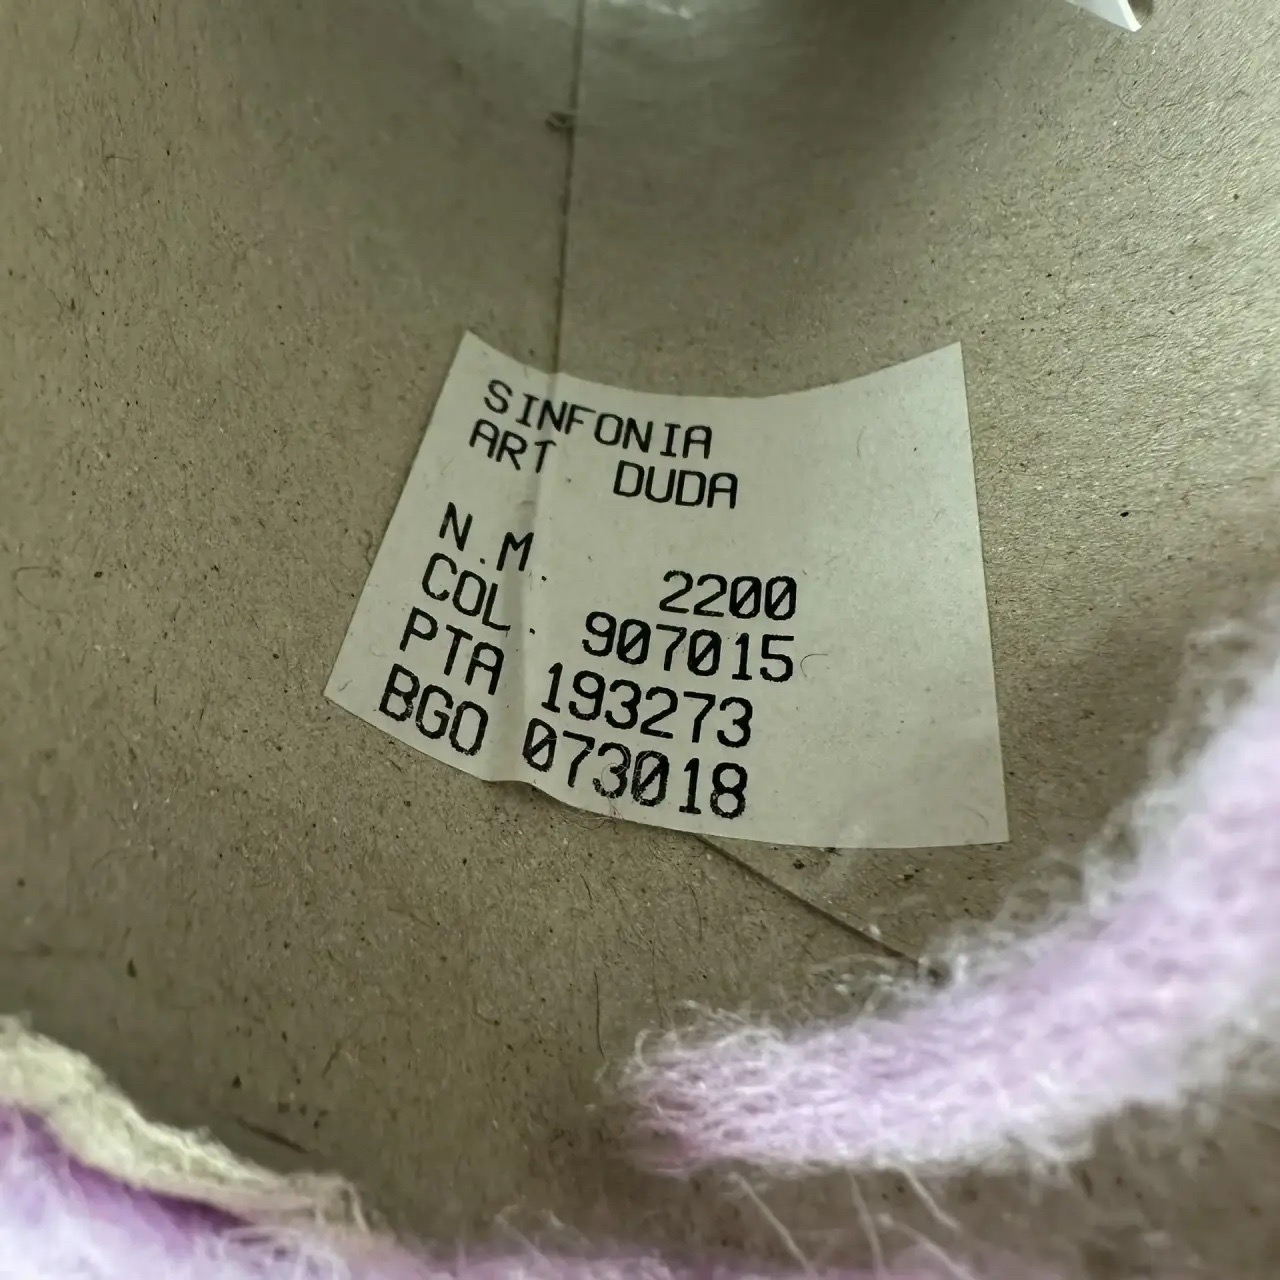 SINFONIA
ART. DUDA
N.M. 2200
COL. 907015
PTA 193273
BGO 073018